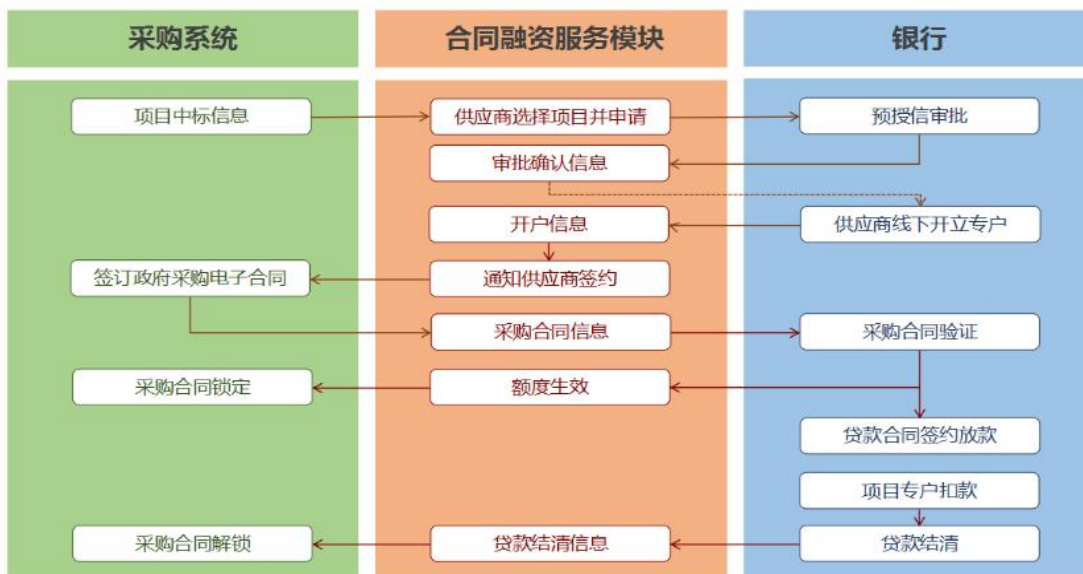 采购系统
合同融资服务模块
银行
项目中标信息
供应商选择项目并申请
预授信审批
审批确认信息
开户信息
供应商线下开立专户
签订政府采购电子合同
通知供应商签约
采购合同信息
采购合同验证
采购合同锁定
额度生效
贷款合同签约放款
项目专户扣款
采购合同解锁
贷款结清信息
贷款结清